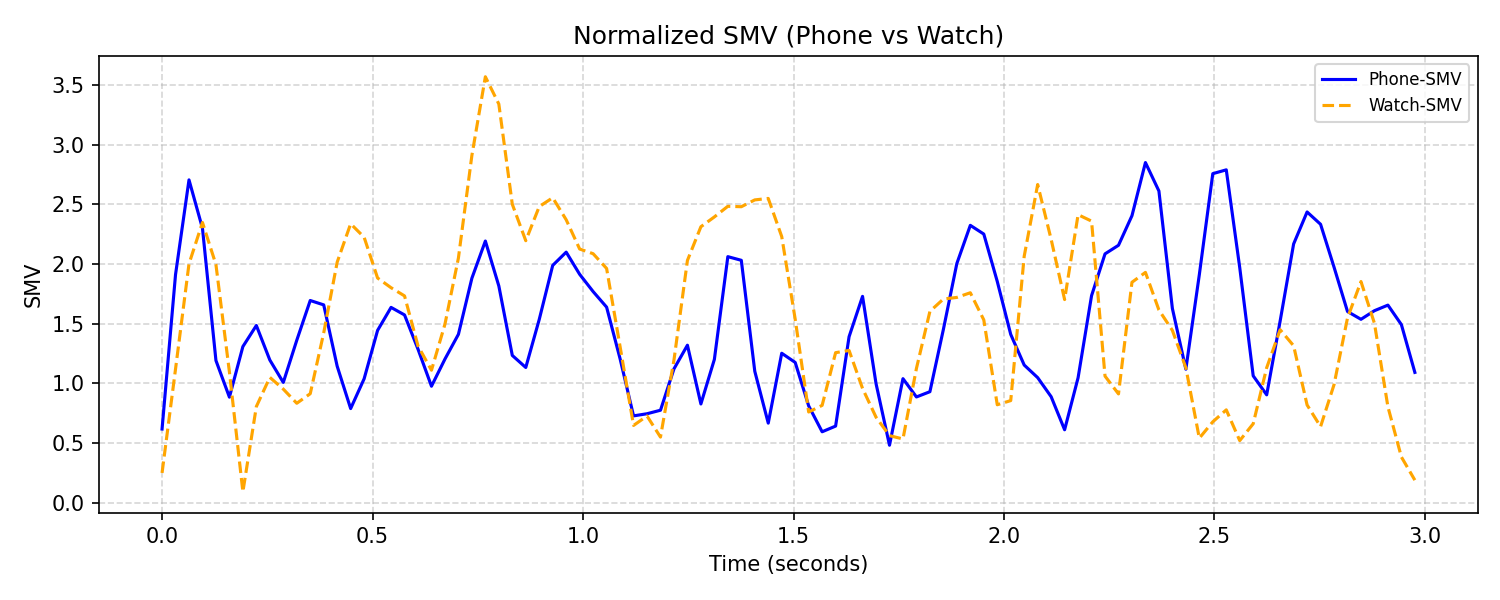 Normalized SMV (Phone vs Watch)
Phone-SMV
Watch-SMV
SMV
3.5
3.0
2.5
2.0
1.5
1.0
0.5
0.0
0.0 0.5 1.0 1.5 2.0 2.5 3.0
Time (seconds)